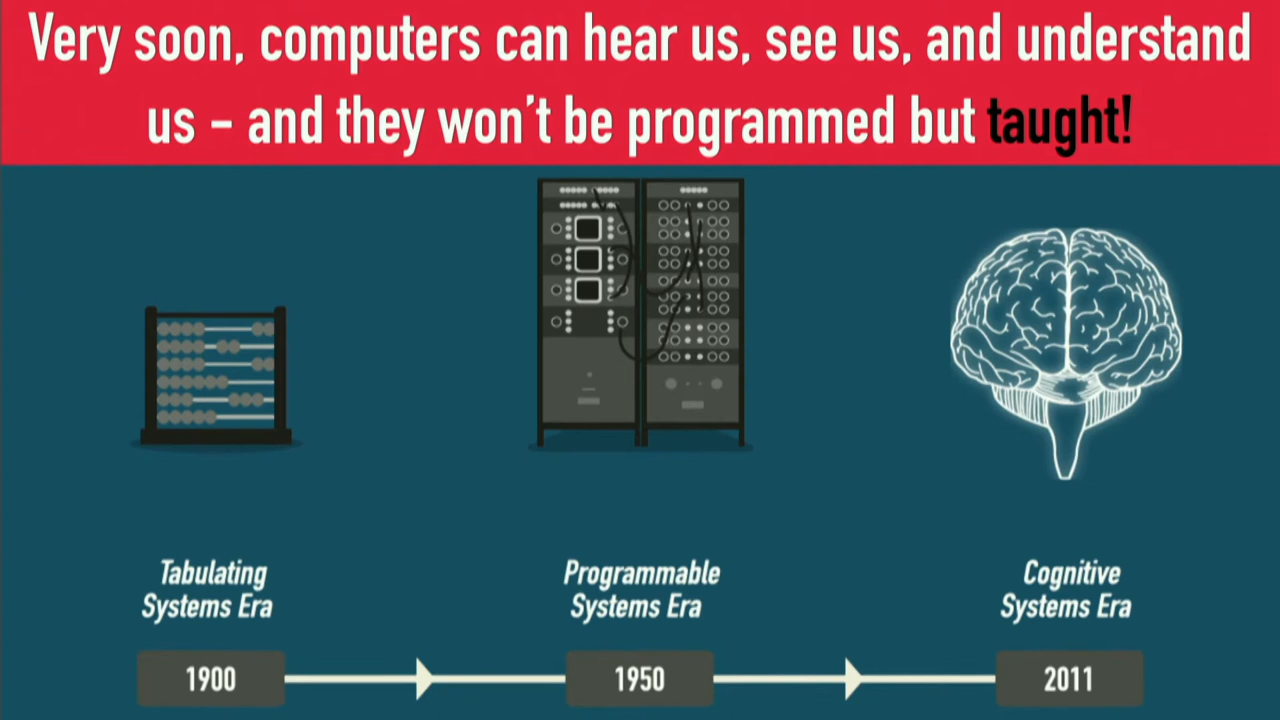 Very soon, computers can hear us, see us, and understand
us – and they won't be programmed but taught!
Tabulating
Systems Era
Programmable
Systems Era
Cognitive
Systems Era
1900
1950
2011